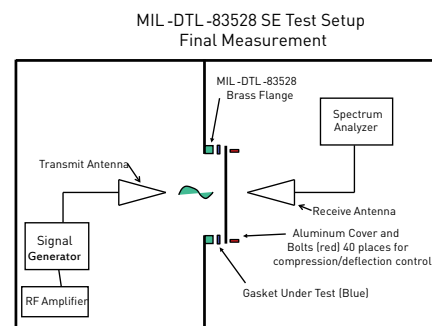 MIL-DTL-83528 SE Test Setup
Final Measurement
MIL-DTL-83528
Brass Flange
Spectrum
Analyzer
Transmit Antenna
Receive Antenna
Signal
Generator
Aluminum Cover and
Bolts (red) 40 places for
compression/deflection control
RF Amplifier
Gasket Under Test (Blue)